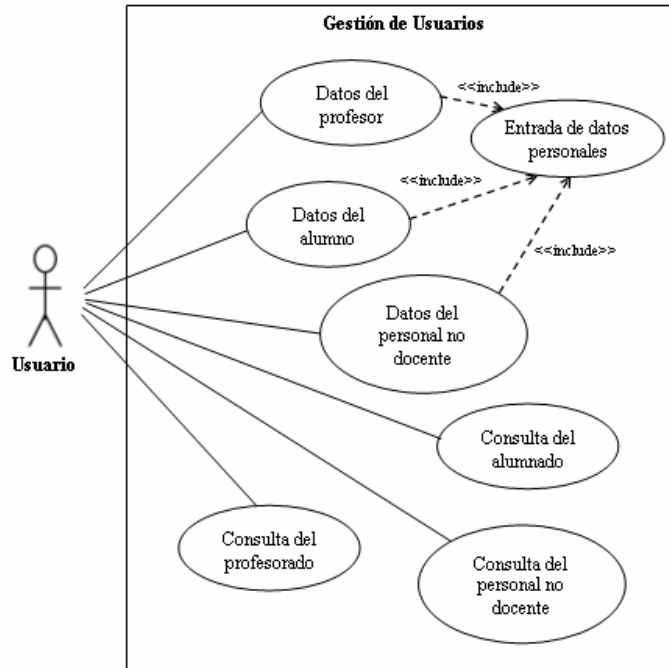 Gestión de Usuarios
Datos del
profesor
<<include>>
Entrada de datos
personales
<<include>>
Datos del
alumno
<<include>>
Datos del
personal no
docente
Usuario
Consulta del
alumnado
Consulta del
profesorado
Consulta del
personal no
docente